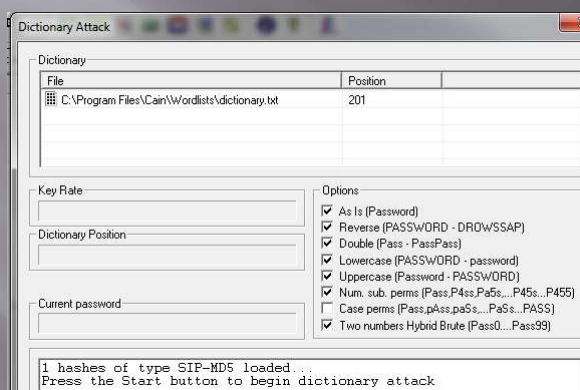 Dictionary Attack
Dictionary
File Position
C:\Program Files\Cain\Wordlists\dictionary.txt 201
Key Rate
Dictionary Position
Current password
Options
As Is (Password)
Reverse (PASSWORD - DROWSSAP)
Double (Pass - PassPass)
Lowercase (PASSWORD - password)
Uppercase (Password - PASSWORD)
Num. sub. perms (Pass,P4ss,Pa5s,...P45s...P455)
Case perms (Pass,pAss,paSs,...PaSs...PASS)
Two numbers Hybrid Brute (Pass0....Pass99)
1 hashes of type SIP-MD5 loaded...
Press the Start button to begin dictionary attack